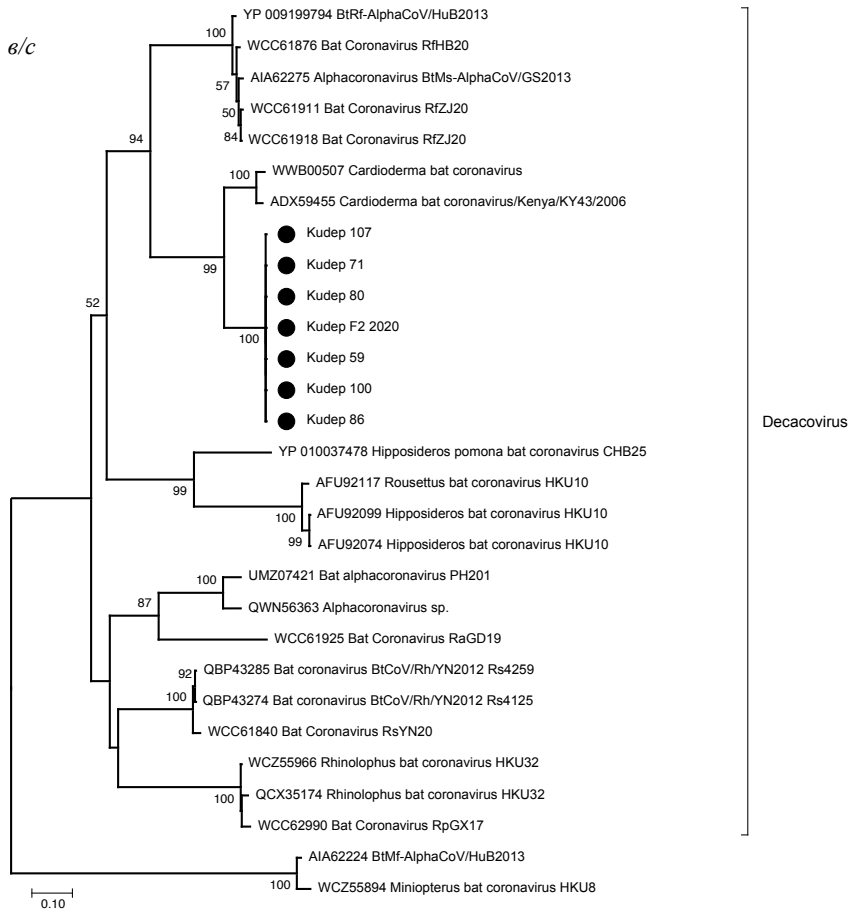 YP 009199794 BtRf-AlphaCoV/HuB2013
100
в/с
WCC61876 Bat Coronavirus RfHB20
AIA62275 Alphacoronavirus BtMs-AlphaCoV/GS2013
57
WCC61911 Bat Coronavirus RfZJ20
50
WCC61918 Bat Coronavirus RfZJ20
84
94
WWB00507 Cardioderma bat coronavirus
100
ADX59455 Cardioderma bat coronavirus/Kenya/KY43/2006
Kudep 107
Kudep 71
99
Kudep 80
52
Kudep F2 2020
100
Kudep 59
Kudep 100
Kudep 86
Decacovirus
YP 010037478 Hipposideros pomona bat coronavirus CHB25
99
AFU92117 Rousettus bat coronavirus HKU10
AFU92099 Hipposideros bat coronavirus HKU10
100
AFU92074 Hipposideros bat coronavirus HKU10
99
UMZ07421 Bat alphacoronavirus PH201
100
QWN56363 Alphacoronavirus sp.
87
WCC61925 Bat Coronavirus RaGD19
QBP43285 Bat coronavirus BtCoV/Rh/YN2012 Rs4259
92
QBP43274 Bat coronavirus BtCoV/Rh/YN2012 Rs4125
100
WCC61840 Bat Coronavirus RsYN20
WCZ55966 Rhinolophus bat coronavirus HKU32
QCX35174 Rhinolophus bat coronavirus HKU32
100
WCC62990 Bat Coronavirus RpGX17
AIA62224 BtMf-AlphaCoV/HuB2013
100
WCZ55894 Miniopterus bat coronavirus HKU8
0.10